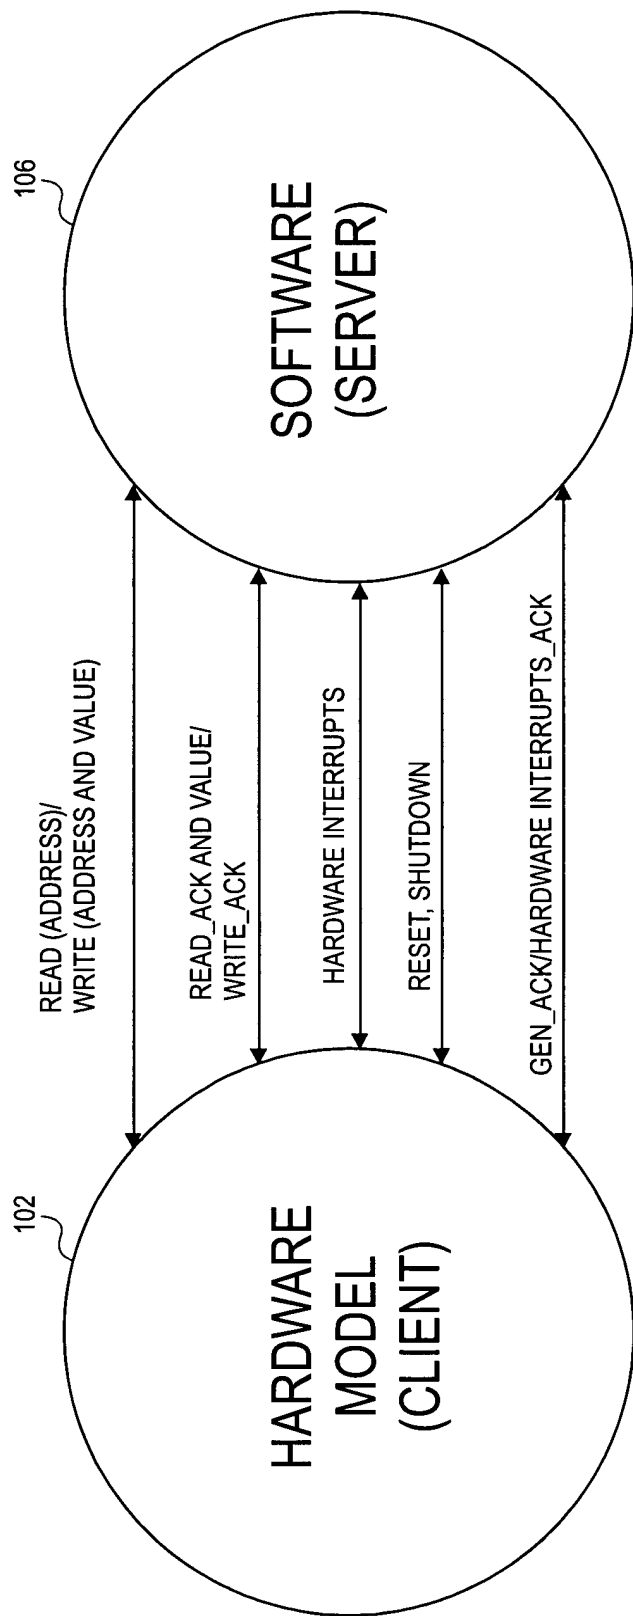 102
HARDWARE
MODEL
(CLIENT)
READ (ADDRESS)/
WRITE (ADDRESS AND VALUE)
READ_ACK AND VALUE/
WRITE_ACK
HARDWARE INTERRUPTS
RESET, SHUTDOWN
GEN_ACK/HARDWARE INTERRUPTS_ACK
106
SOFTWARE
(SERVER)